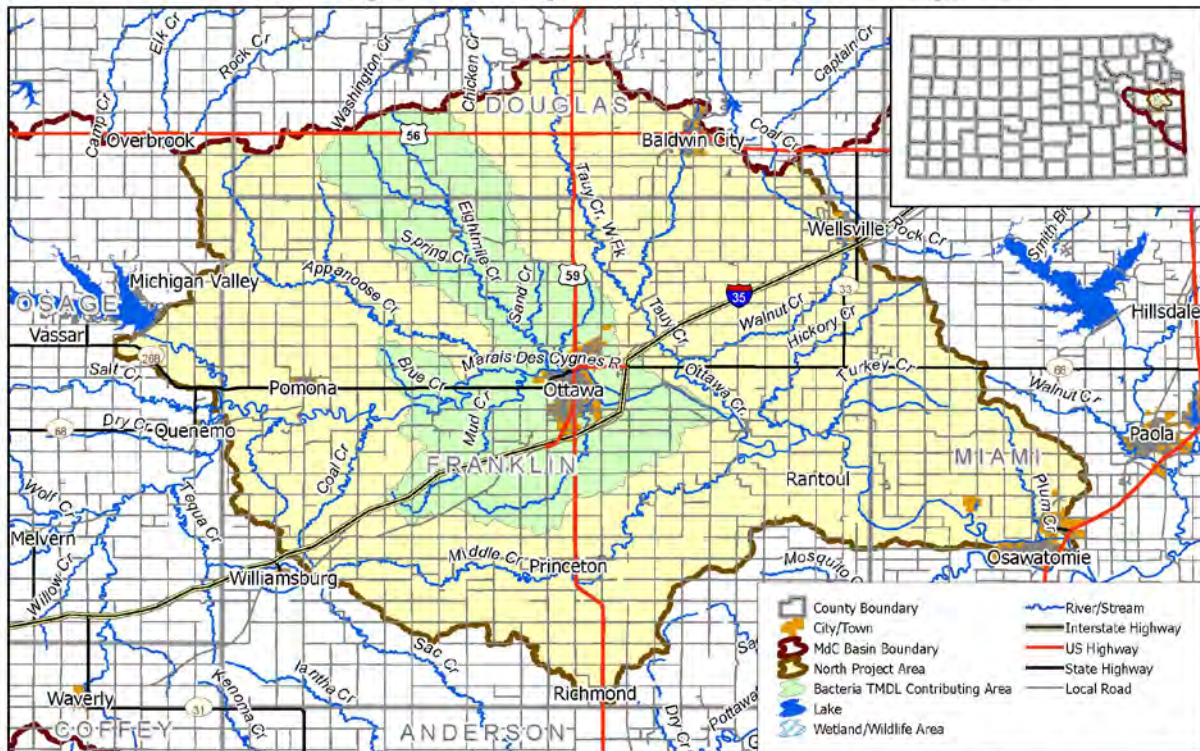 Camp Cr
Elk Cr
Rock Cr
Washington Cr
Chicken Cr
Captain Cr
DOUGLAS
56
Overbrook
Baldwin City
Coal Cr
Tauy Cr, W Fk
Eightmile Cr
Spring Cr
Sand Cr
59
Wellsville
Rock Cr
Michigan Valley
Appanoose Cr
35
33
OSAGE
Vassar
Tauy Cr
Walnut Cr
Hickory Cr
Hillsdale
268
Salt Cr
Marais Des Cygnes R
Pomona
Ottawa
Ottawa Cr
Turkey Cr
68
Walnut Cr
68
Dry Cr
Quenemo
Mud Cr
Paola
Coal Cr
FRANKLIN
MIAMI
Rantoul
Plum Cr
Wolf Cr
Tequa Cr
Melvern
Willow Cr
Williamsburg
Middle Cr
Princeton
Mosquito C
Osawatomie
Sac Cr
Iantha Cr
Kenoma Cr
Waverly
31
Richmond
Dry Cr
COFFEY
ANDERSON
County Boundary
City/Town
MdC Basin Boundary
North Project Area
Bacteria TMDL Contributing Area
Lake
Wetland/Wildlife Area
River/Stream
Interstate Highway
US Highway
State Highway
Local Road